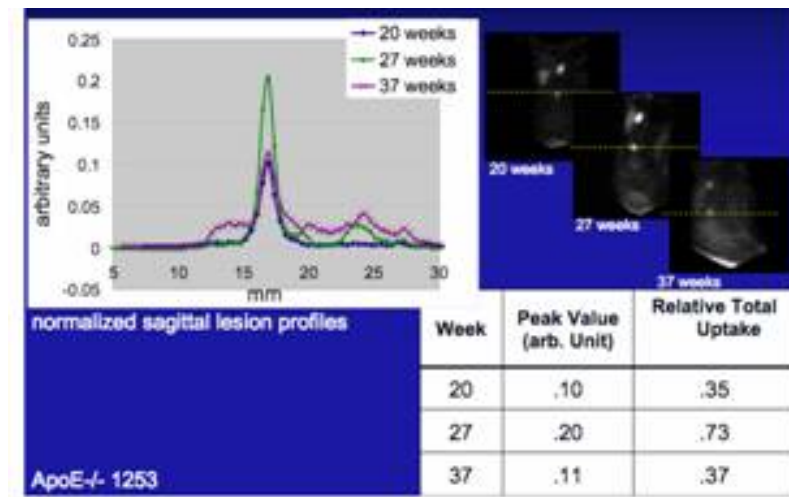 0.25
0.2
0.15
0.1
0.05
0
-0.05
arbitrary units
5 10 15 20 25 30
mm
20 weeks
27 weeks
37 weeks
20 weeks
27 weeks
37 weeks
normalized sagittal lesion profiles
Week Peak Value (arb. Unit) Relative Total Uptake
20 .10 .35
27 .20 .73
37 .11 .37
ApoE-/- 1253